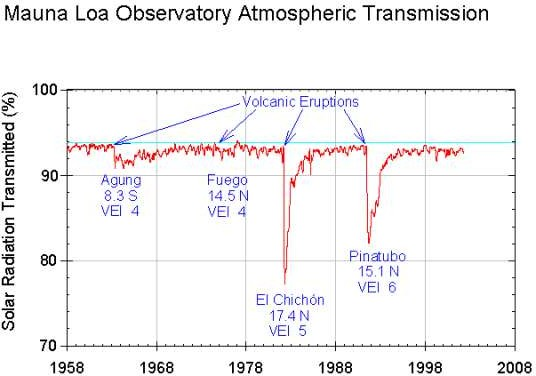 Mauna Loa Observatory Atmospheric Transmission
Solar Radiation Transmitted (%)
100
90
80
70
Volcanic Eruptions
Agung
8.3 S
VEI 4
Fuego
14.5 N
VEI 4
El Chichón
17.4 N
VEI 5
Pinatubo
15.1 N
VEI 6
1958
1968
1978
1988
1998
2008